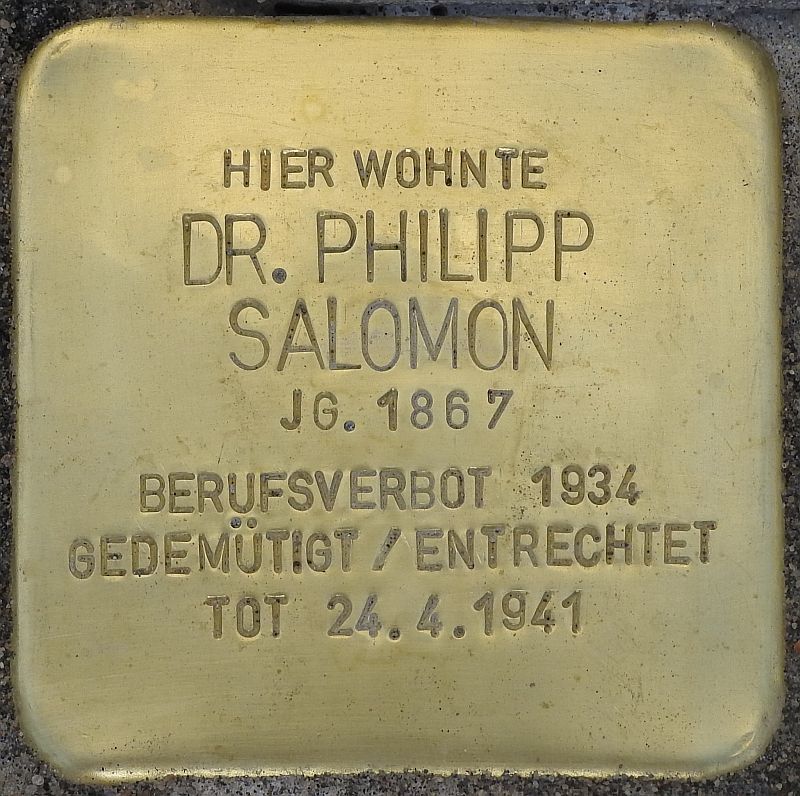 HIER WOHNTE
DR. PHILIPP
SALOMON
JG. 1867
BERUFSVERBOT 1934
GEDEMÜTIGT / ENTRECHTET
TOT 24.4.1941